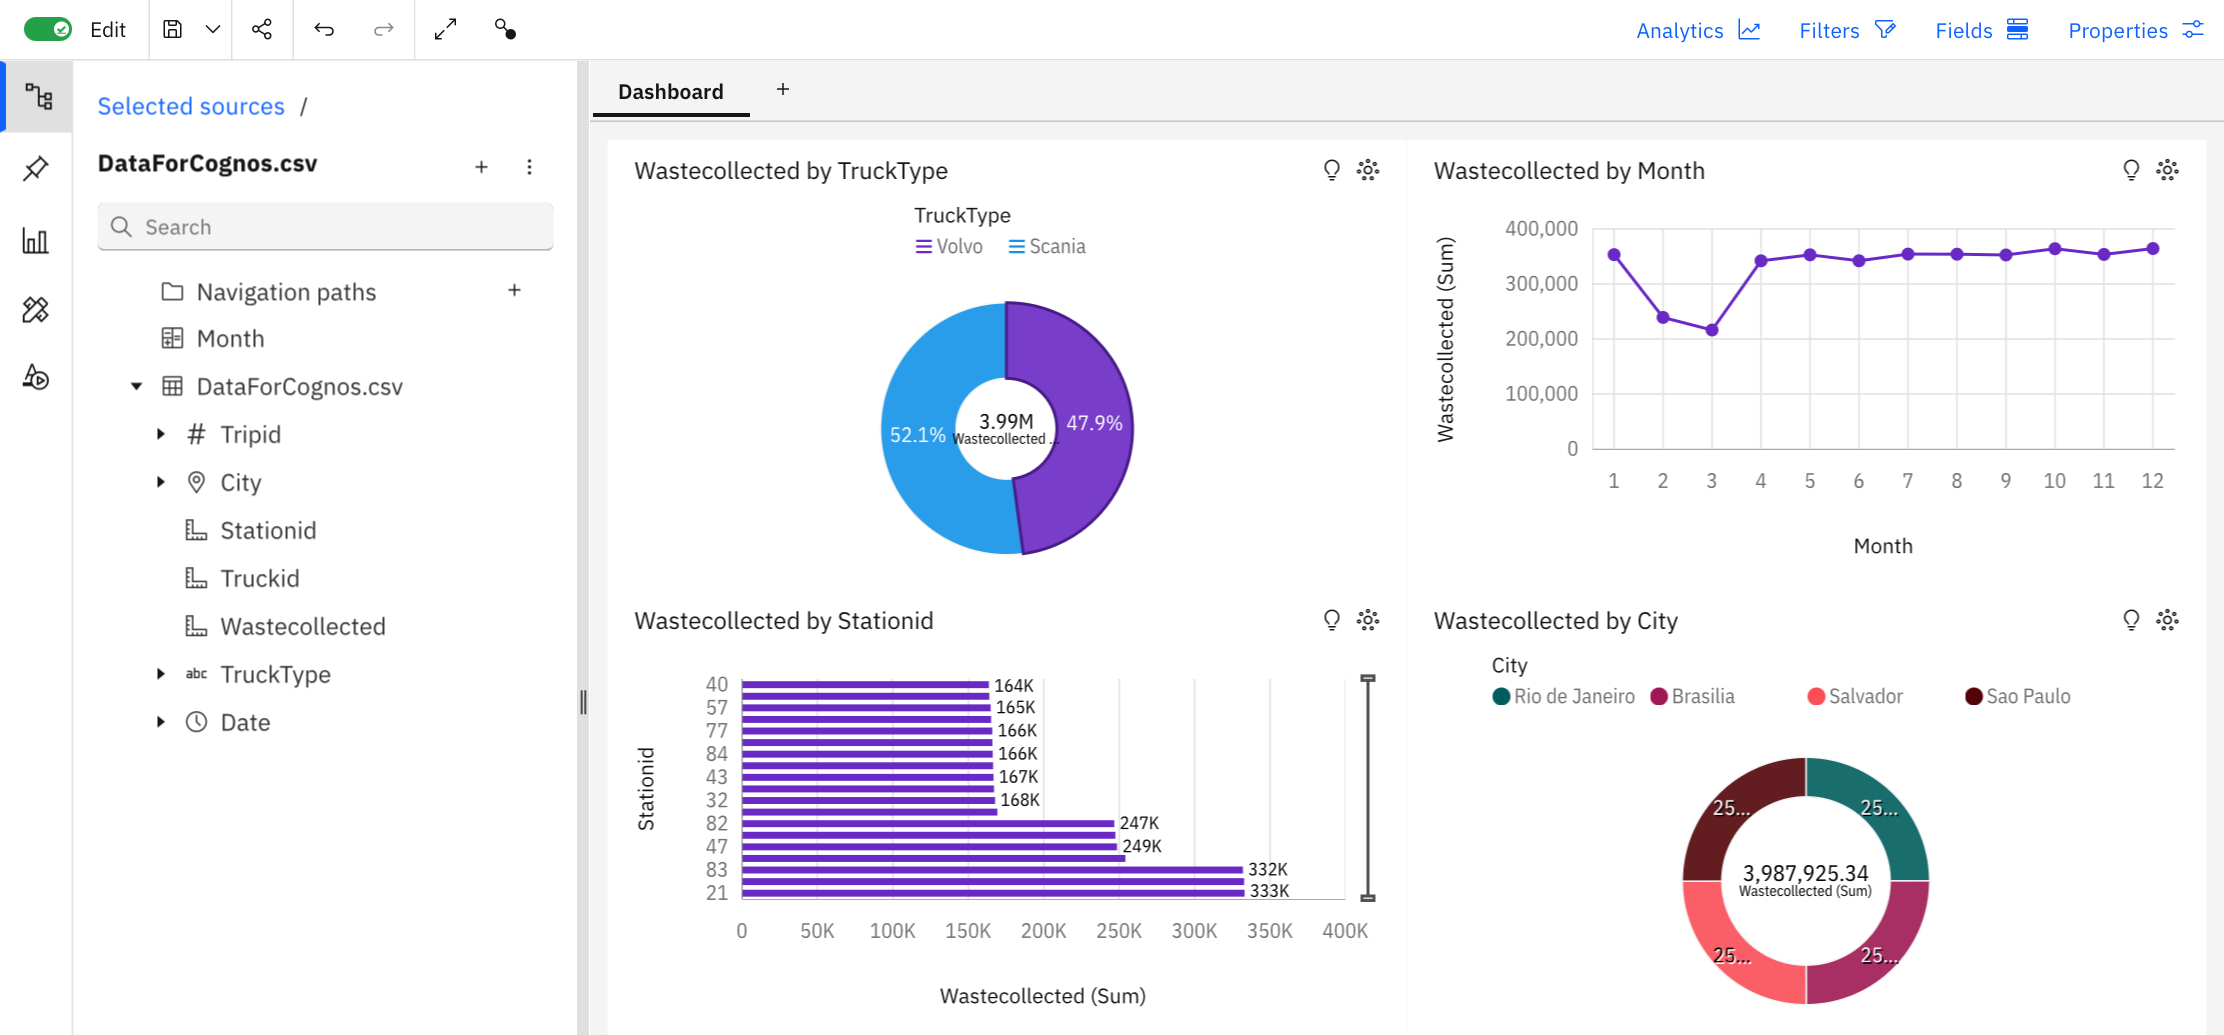 Edit
Analytics
Filters
Fields
Properties
Selected sources /
DataForCognos.csv
Search
Navigation paths
Month
DataForCognos.csv
Tripid
City
Stationid
Truckid
Wastecollected
abc TruckType
Date
Dashboard
Wastecollected by TruckType
TruckType
Volvo Scania
52.1%
3.99M
Wastecollected ...
47.9%
Wastecollected by Month
Wastecollected (Sum)
400,000
300,000
200,000
100,000
0
1 2 3 4 5 6 7 8 9 10 11 12
Month
Wastecollected by Stationid
Stationid
40 164K
57 165K
77 166K
84 166K
43 167K
32 168K
82 247K
47 249K
83 332K
21 333K
0 50K 100K 150K 200K 250K 300K 350K 400K
Wastecollected (Sum)
Wastecollected by City
City
Rio de Janeiro Brasilia Salvador Sao Paulo
25... 25...
3,987,925.34
Wastecollected (Sum)
25... 25...